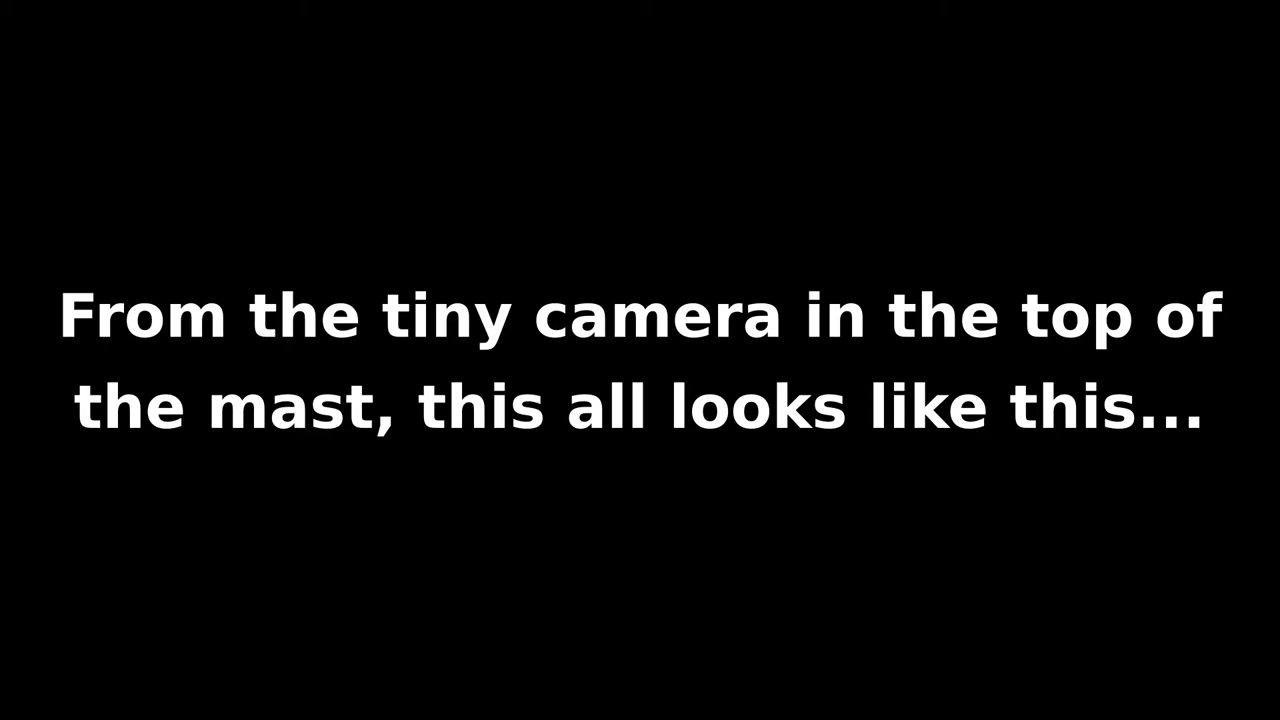 From the tiny camera in the top of
the mast, this all looks like this...